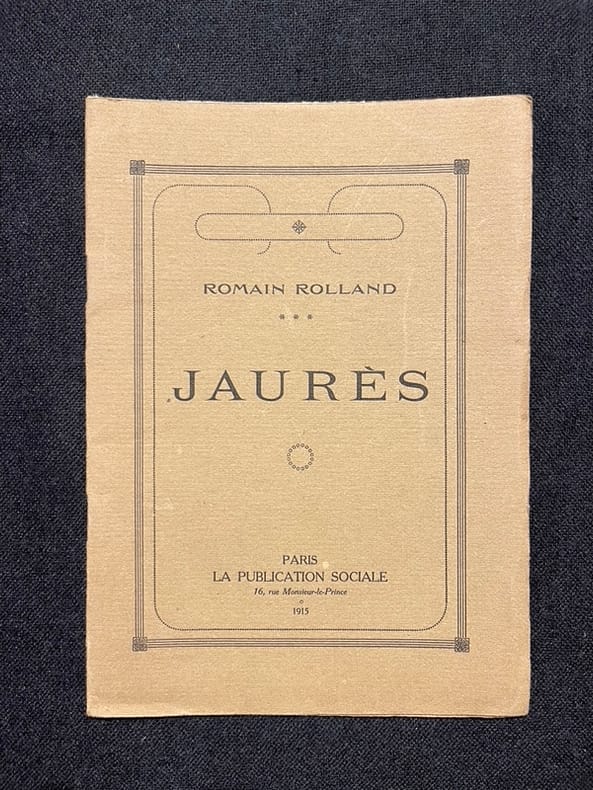 ROMAIN ROLLAND
* * *
JAURÈS
PARIS
LA PUBLICATION SOCIALE
16, rue Monsieur-le-Prince
1915